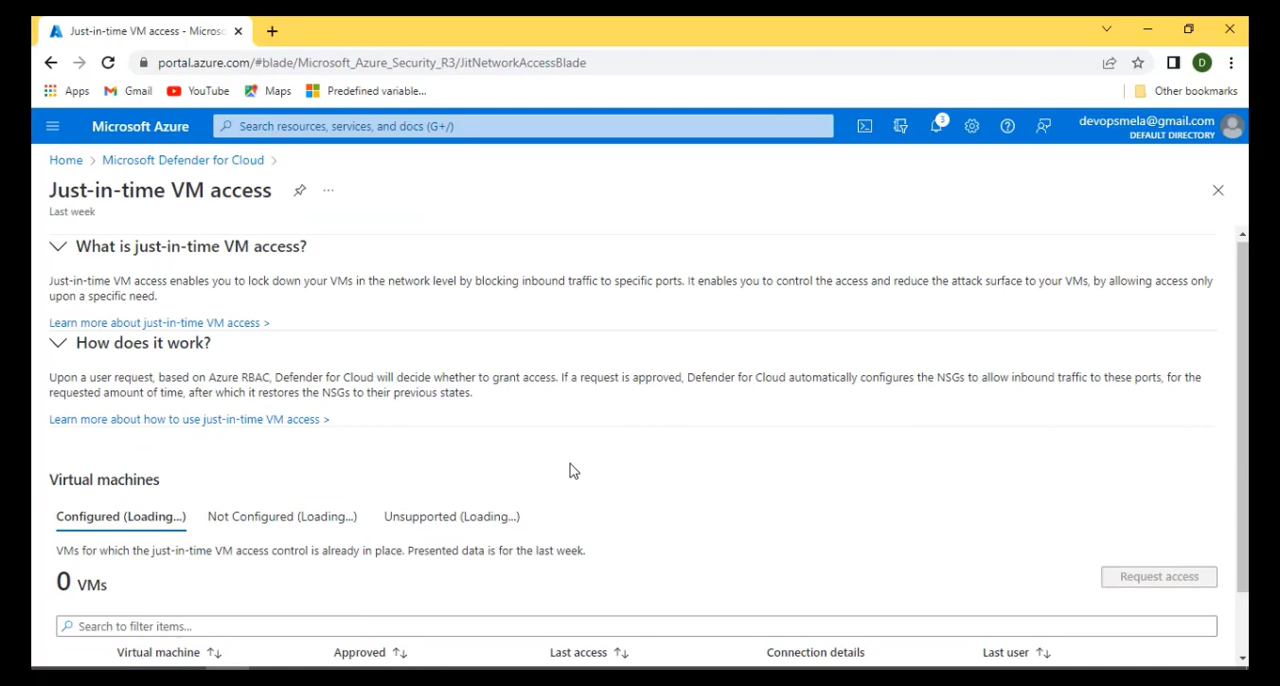 Just-in-time VM access - Micros
portal.azure.com/#blade/Microsoft_Azure_Security_R3/JitNetworkAccessBlade
D
Apps Gmail YouTube Maps Predefined variable... Other bookmarks
Microsoft Azure
Search resources, services, and docs (G+/)
3
devopsmela@gmail.com
DEFAULT DIRECTORY
Home > Microsoft Defender for Cloud >
Just-in-time VM access ...
Last week
What is just-in-time VM access?
Just-in-time VM access enables you to lock down your VMs in the network level by blocking inbound traffic to specific ports. It enables you to control the access and reduce the attack surface to your VMs, by allowing access only
upon a specific need.
Learn more about just-in-time VM access >
How does it work?
Upon a user request, based on Azure RBAC, Defender for Cloud will decide whether to grant access. If a request is approved, Defender for Cloud automatically configures the NSGs to allow inbound traffic to these ports, for the
requested amount of time, after which it restores the NSGs to their previous states.
Learn more about how to use just-in-time VM access >
Virtual machines
Configured (Loading...) Not Configured (Loading...) Unsupported (Loading...)
VMs for which the just-in-time VM access control is already in place. Presented data is for the last week.
0 VMs
Request access
Search to filter items...
Virtual machine ↑↓ Approved ↑↓ Last access ↑↓ Connection details Last user ↑↓